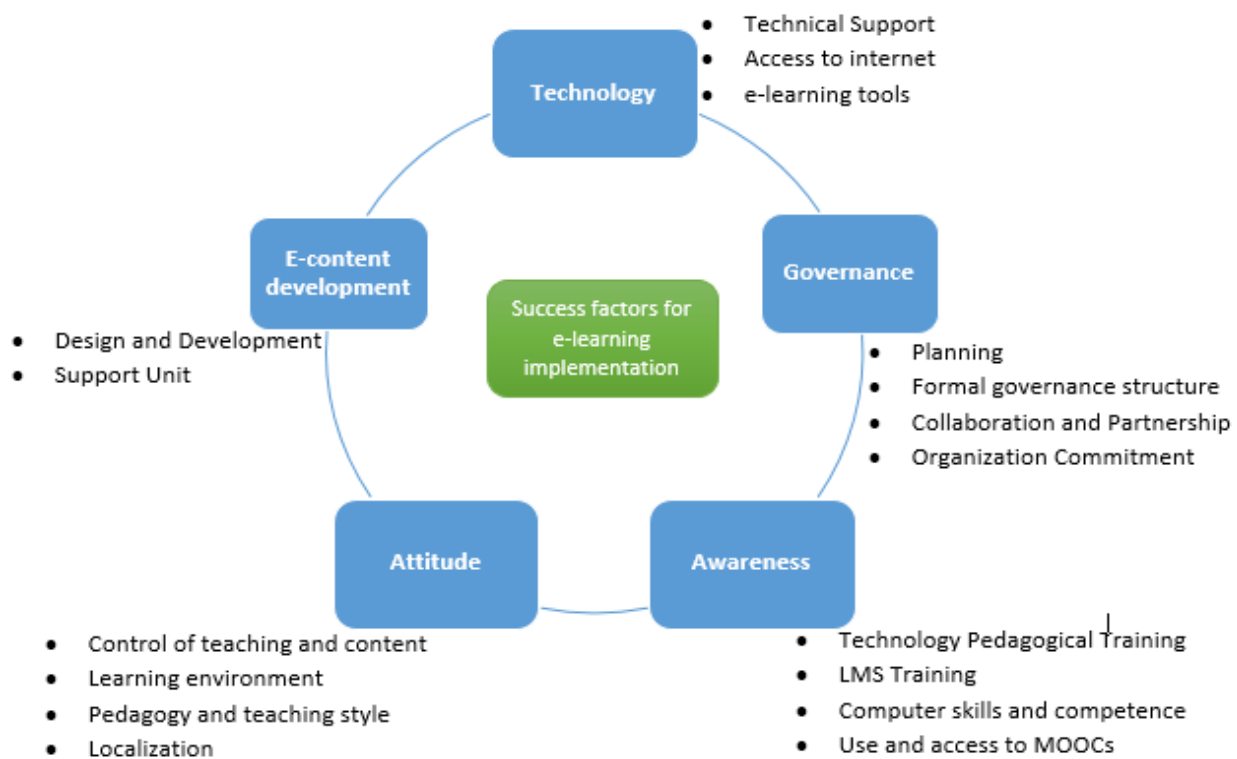 • Technical Support
• Access to internet
• e-learning tools
Technology
E-content
development
• Design and Development
• Support Unit
Success factors for
e-learning
implementation
Governance
• Planning
• Formal governance structure
• Collaboration and Partnership
• Organization Commitment
Attitude
• Control of teaching and content
• Learning environment
• Pedagogy and teaching style
• Localization
Awareness
• Technology Pedagogical Training
• LMS Training
• Computer skills and competence
• Use and access to MOOCs